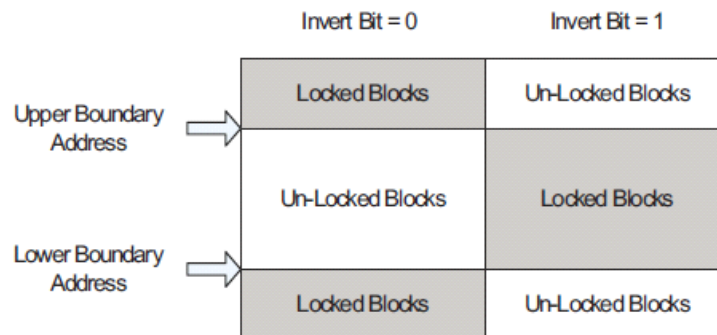 Invert Bit = 0 Invert Bit = 1
Locked Blocks Un-Locked Blocks
Upper Boundary
Address
Un-Locked Blocks Locked Blocks
Lower Boundary
Address
Locked Blocks Un-Locked Blocks